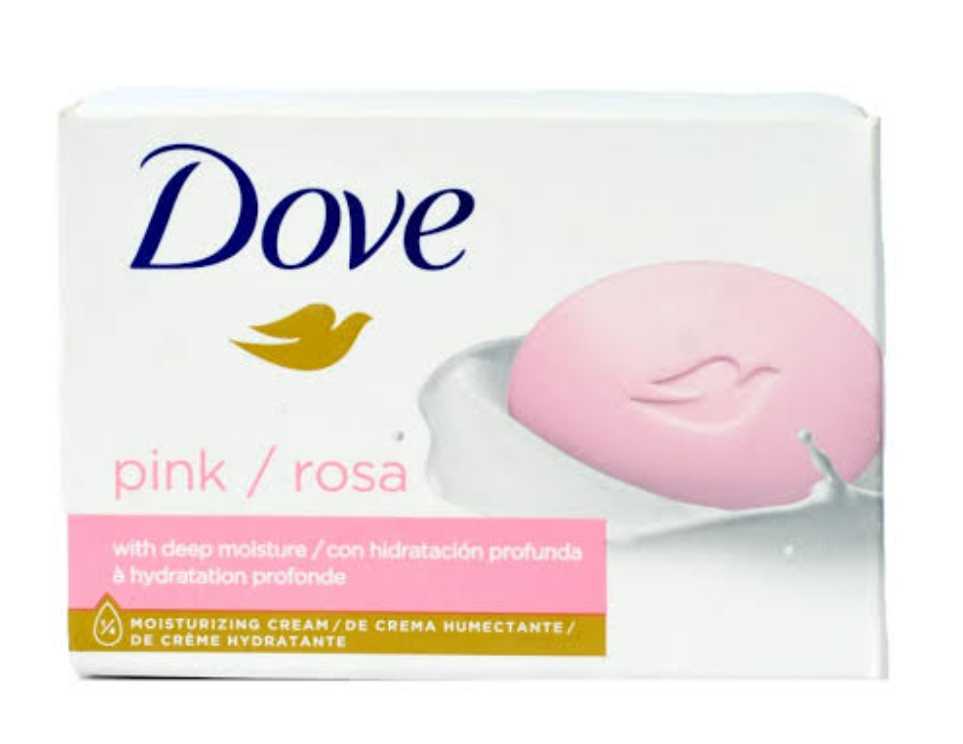 Dove
pink / rosa
with deep moisture / con hidratación profunda
à hydratation profonde
¼ MOISTURIZING CREAM / DE CREMA HUMECTANTE /
DE CRÈME HYDRATANTE